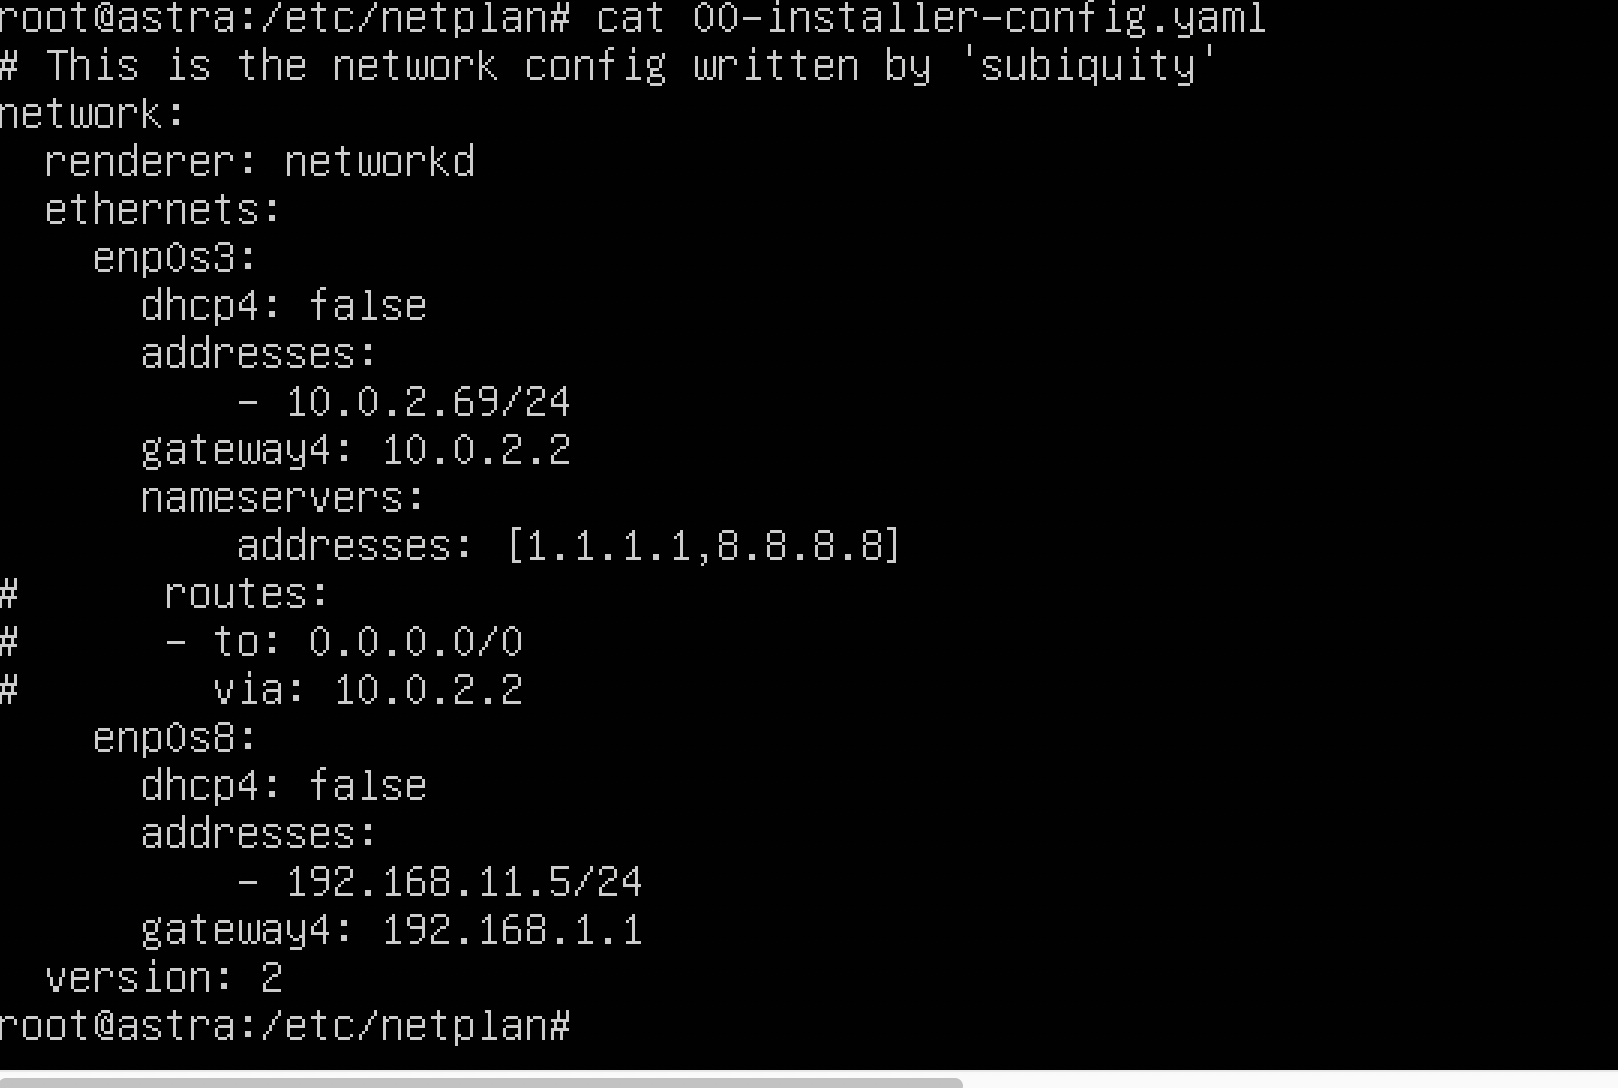 root@astra:/etc/netplan# cat 00-installer-config.yaml
# This is the network config written by 'subiquity'
network:
  renderer: networkd
  ethernets:
    enp0s3:
      dhcp4: false
      addresses:
          - 10.0.2.69/24
      gateway4: 10.0.2.2
      nameservers:
          addresses: [1.1.1.1,8.8.8.8]
#      routes:
#      - to: 0.0.0.0/0
#        via: 10.0.2.2
    enp0s8:
      dhcp4: false
      addresses:
          - 192.168.11.5/24
      gateway4: 192.168.1.1
  version: 2
root@astra:/etc/netplan#